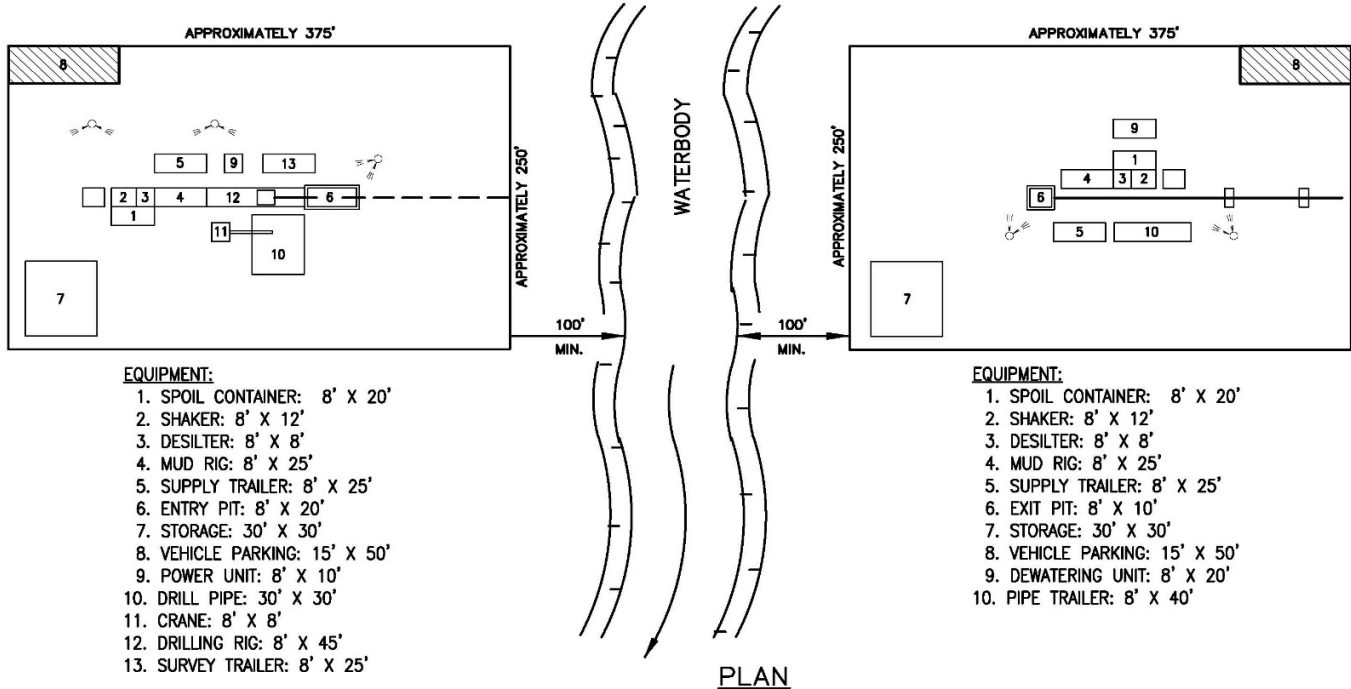 APPROXIMATELY 375'
8
5
9
13
2
3
4
12
6
1
11
10
7
APPROXIMATELY 250'
100'
MIN.
EQUIPMENT:
1. SPOIL CONTAINER: 8' X 20'
2. SHAKER: 8' X 12'
3. DESILTER: 8' X 8'
4. MUD RIG: 8' X 25'
5. SUPPLY TRAILER: 8' X 25'
6. ENTRY PIT: 8' X 20'
7. STORAGE: 30' X 30'
8. VEHICLE PARKING: 15' X 50'
9. POWER UNIT: 8' X 10'
10. DRILL PIPE: 30' X 30'
11. CRANE: 8' X 8'
12. DRILLING RIG: 8' X 45'
13. SURVEY TRAILER: 8' X 25'
WATERBODY
APPROXIMATELY 375'
8
9
1
4
3
2
6
5
10
7
APPROXIMATELY 250'
100'
MIN.
EQUIPMENT:
1. SPOIL CONTAINER: 8' X 20'
2. SHAKER: 8' X 12'
3. DESILTER: 8' X 8'
4. MUD RIG: 8' X 25'
5. SUPPLY TRAILER: 8' X 25'
6. EXIT PIT: 8' X 10'
7. STORAGE: 30' X 30'
8. VEHICLE PARKING: 15' X 50'
9. DEWATERING UNIT: 8' X 20'
10. PIPE TRAILER: 8' X 40'
PLAN